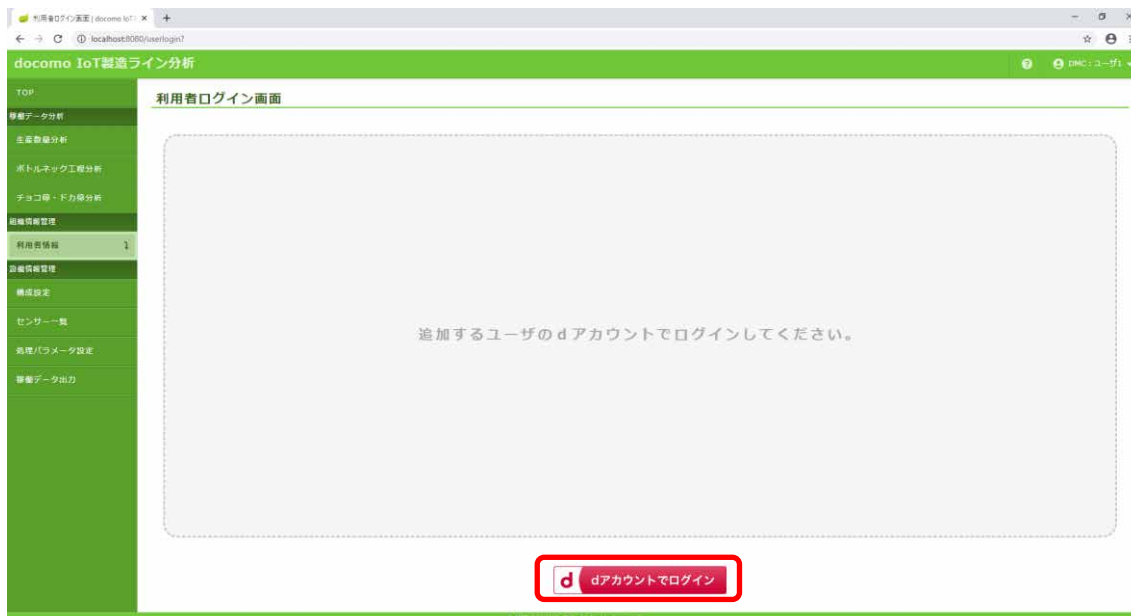 利用者ログイン画面 | docomo IoT
localhost:8080/userlogin?
docomo IoT製造ライン分析
DMC：ユーザ1
TOP
利用者ログイン画面
稼働データ分析
生産数量分析
ボトルネック工程分析
チョコ停・ドカ停分析
組織情報管理
利用者情報
設備情報管理
構成設定
センサー一覧
処理パラメータ設定
稼働データ出力
追加するユーザのｄアカウントでログインしてください。
d dアカウントでログイン